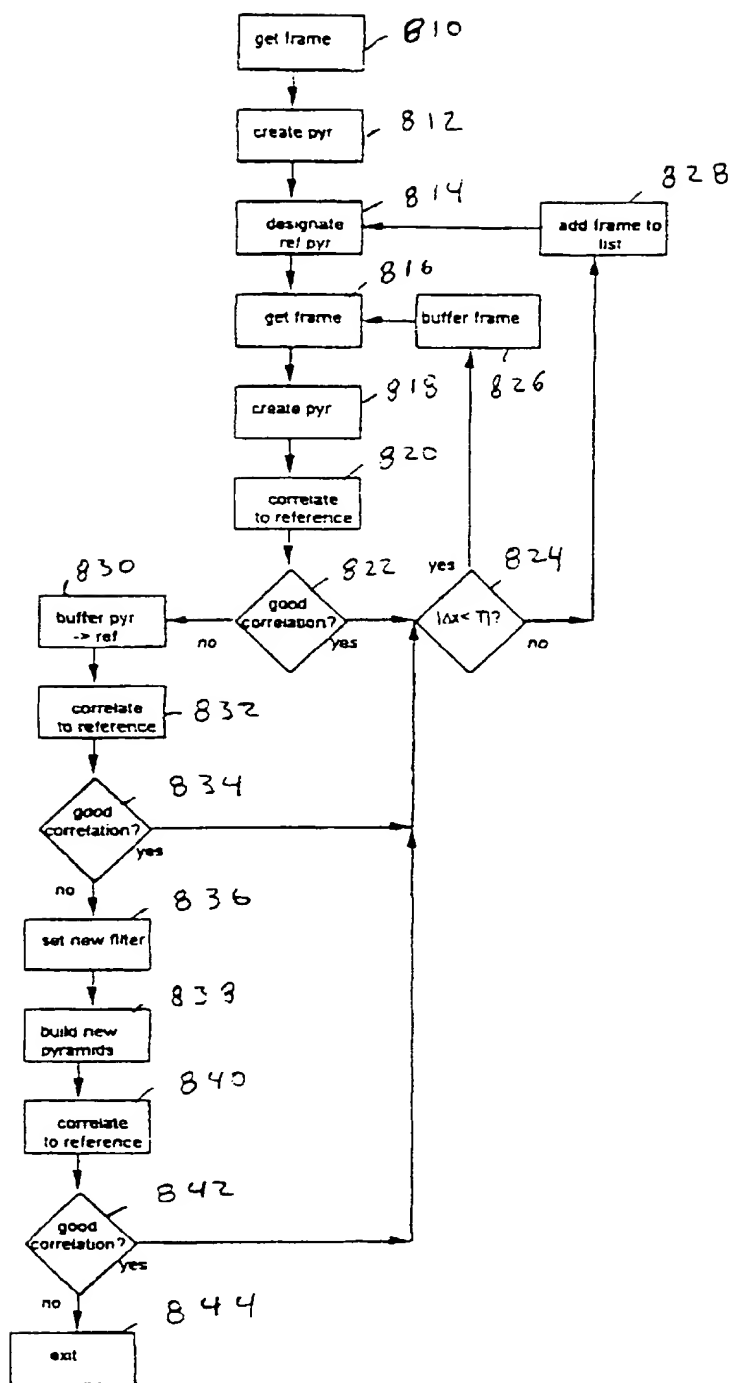 get frame
810
create pyr
812
828
814
designate
ref pyr
add frame to
list
816
get frame
buffer frame
826
818
create pyr
820
correlate
to reference
830
822
yes
824
buffer pyr
-> ref
good
correlation?
|Δx< T|?
no
yes
no
correlate
to reference
832
834
good
correlation?
yes
no
836
set new filter
838
build new
pyramids
840
correlate
to reference
842
good
correlation?
yes
no
844
exit